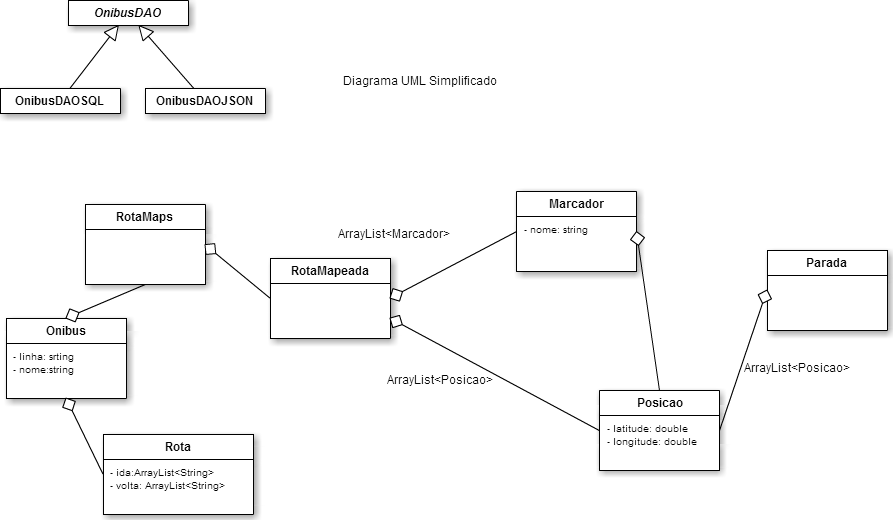 OnibusDAO
Diagrama UML Simplificado
OnibusDAOSQL
OnibusDAOJSON
Marcador
- nome: string
RotaMaps
ArrayList<Marcador>
RotaMapeada
Parada
Onibus
- linha: srting
- nome:string
ArrayList<Posicao>
ArrayList<Posicao>
Posicao
- latitude: double
- longitude: double
Rota
- ida:ArrayList<String>
- volta: ArrayList<String>